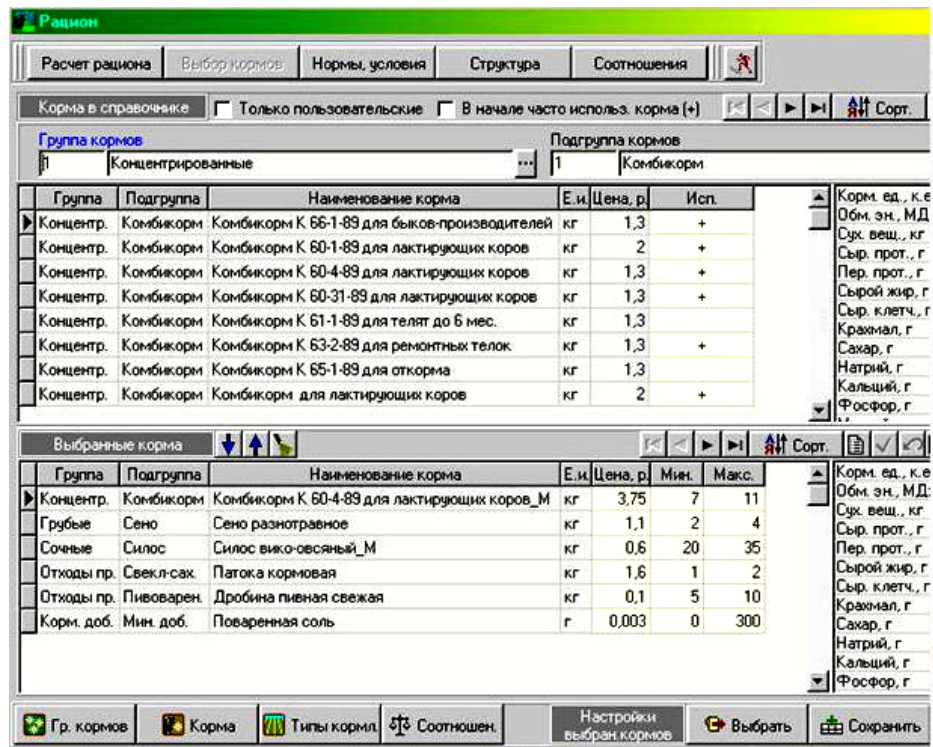 Рацион
Расчет рациона Выбор кормов Нормы, условия Структура Соотношения
Корма в справочнике Только пользовательские В начале часто использ. корма (+) Сорт.
Группа кормов Подгруппа кормов
1 Концентрированные ... 1 Комбикорм
Группа Подгруппа Наименование корма Е.и. Цена, р. Исп.
Концентр. Комбикорм Комбикорм К 66-1-89 для быков-производителей кг 1,3 +
Концентр. Комбикорм Комбикорм К 60-1-89 для лактирующих коров кг 2 +
Концентр. Комбикорм Комбикорм К 60-4-89 для лактирующих коров кг 1,3 +
Концентр. Комбикорм Комбикорм К 60-31-89 для лактирующих коров кг 1,3 +
Концентр. Комбикорм Комбикорм К 61-1-89 для телят до 6 мес. кг 1,3
Концентр. Комбикорм Комбикорм К 63-2-89 для ремонтных телок кг 1,3 +
Концентр. Комбикорм Комбикорм К 65-1-89 для откорма кг 1,3
Концентр. Комбикорм Комбикорм для лактирующих коров кг 2 +
Корм. ед., к.е
Обм. эн., МД
Сух. вещ., кг
Сыр. прот., г
Пер. прот., г
Сырой жир, г
Сыр. клетч., г
Крахмал, г
Сахар, г
Натрий, г
Кальций, г
Фосфор, г
Выбранные корма Сорт.
Группа Подгруппа Наименование корма Е.и. Цена, р. Мин. Макс.
Концентр. Комбикорм Комбикорм К 60-4-89 для лактирующих коров_М кг 3,75 7 11
Грубые Сено Сено разнотравное кг 1,1 2 4
Сочные Силос Силос вико-овсяный_М кг 0,6 20 35
Отходы пр. Свекл-сах. Патока кормовая кг 1,6 1 2
Отходы пр. Пивоварен. Дробина пивная свежая кг 0,1 5 10
Корм. доб. Мин. доб. Поваренная соль г 0,003 0 300
Корм. ед., к.е
Обм. эн., МД
Сух. вещ., кг
Сыр. прот., г
Пер. прот., г
Сырой жир, г
Сыр. клетч., г
Крахмал, г
Сахар, г
Натрий, г
Кальций, г
Фосфор, г
Гр. кормов Корма Типы кормл. Соотношен. Настройки выбран.кормов Выбрать Сохранить